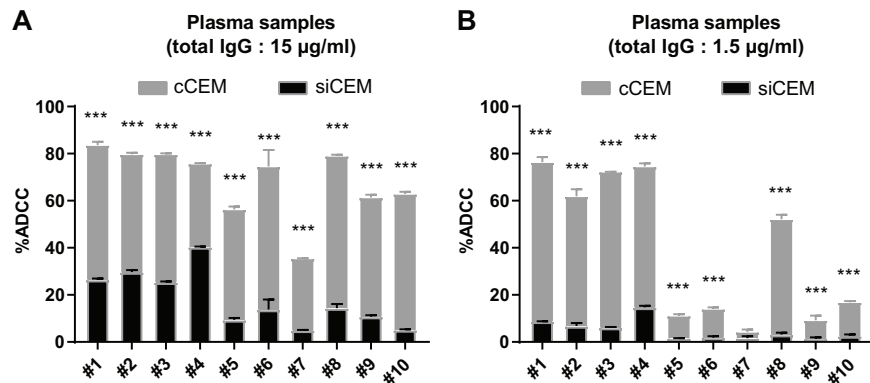 A
Plasma samples
(total IgG : 15 µg/ml)
cCEM siCEM
%ADCC
100
80
60
40
20
0
*** *** *** *** *** *** *** *** *** ***
#1 #2 #3 #4 #5 #6 #7 #8 #9 #10
B
Plasma samples
(total IgG : 1.5 µg/ml)
cCEM siCEM
%ADCC
100
80
60
40
20
0
*** *** *** *** *** *** *** *** ***
#1 #2 #3 #4 #5 #6 #7 #8 #9 #10